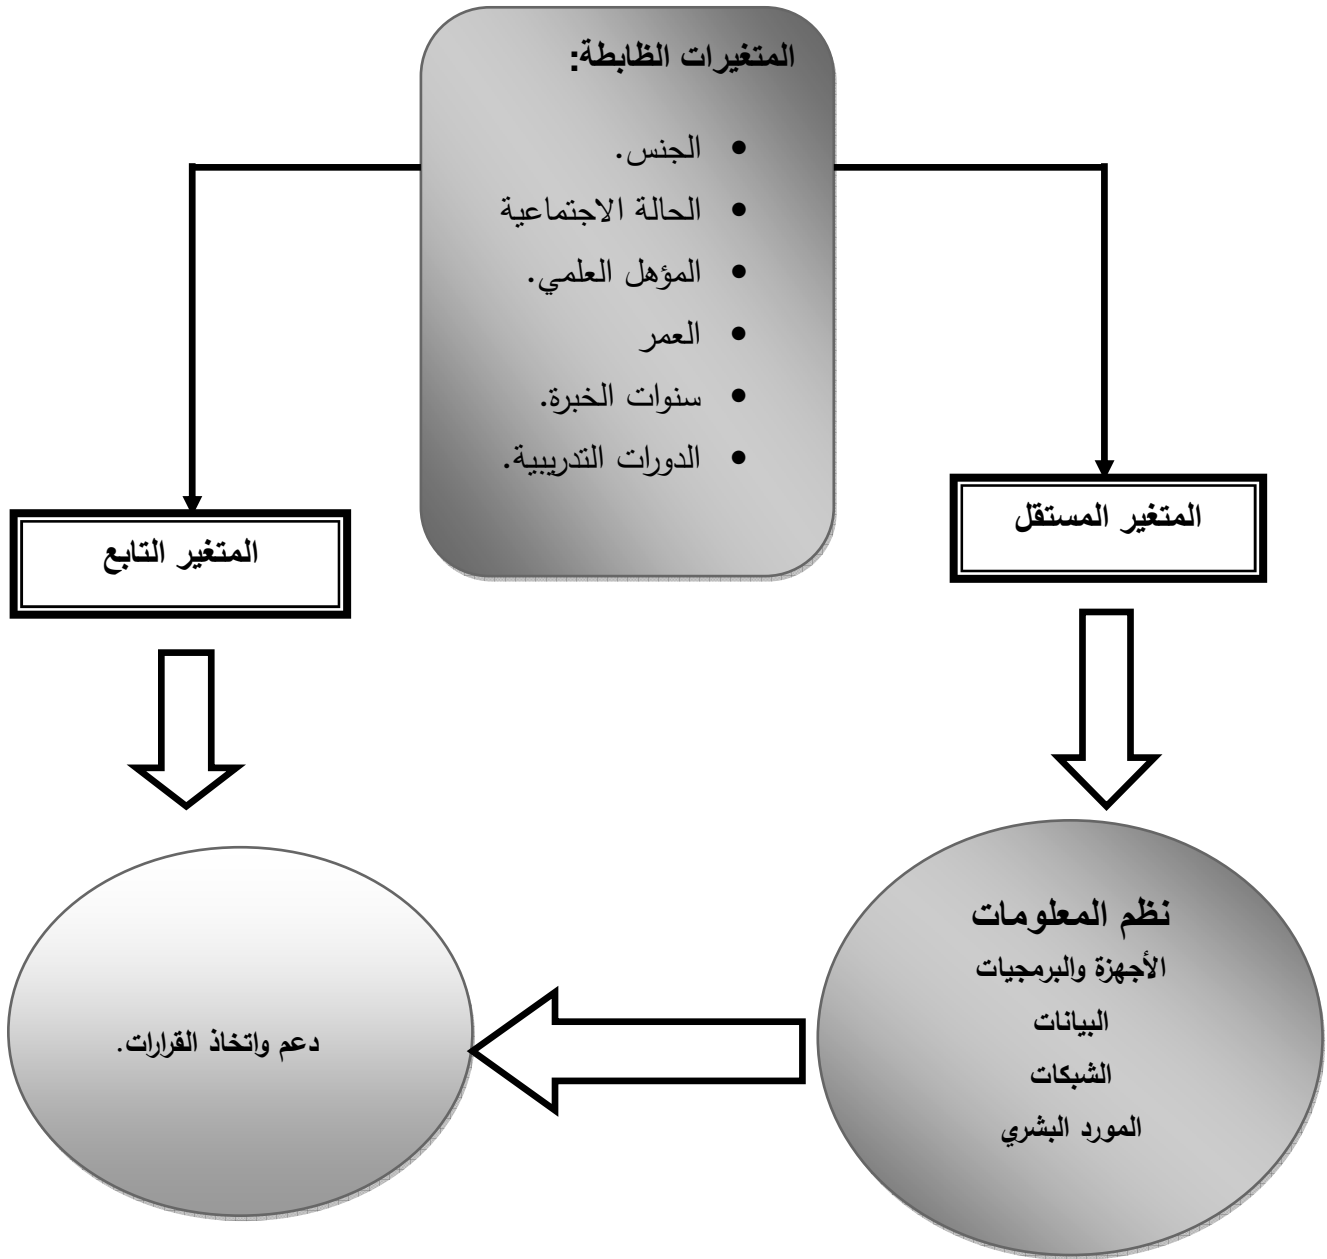 المتغيرات الظابطة:
• الجنس.
• الحالة الاجتماعية
• المؤهل العلمي.
• العمر
• سنوات الخبرة.
• الدورات التدريبية.
المتغير المستقل
المتغير التابع
نظم المعلومات
الأجهزة والبرمجيات
البيانات
الشبكات
المورد البشري
دعم واتخاذ القرارات.